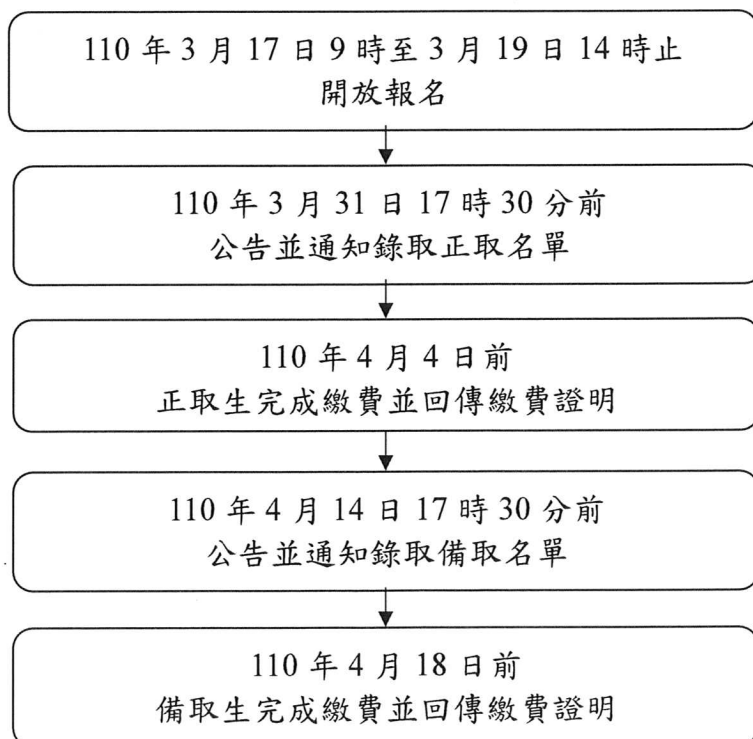 110 年 3 月 17 日 9 時至 3 月 19 日 14 時止
開放報名
110 年 3 月 31 日 17 時 30 分前
公告並通知錄取正取名單
110 年 4 月 4 日前
正取生完成繳費並回傳繳費證明
110 年 4 月 14 日 17 時 30 分前
公告並通知錄取備取名單
110 年 4 月 18 日前
備取生完成繳費並回傳繳費證明